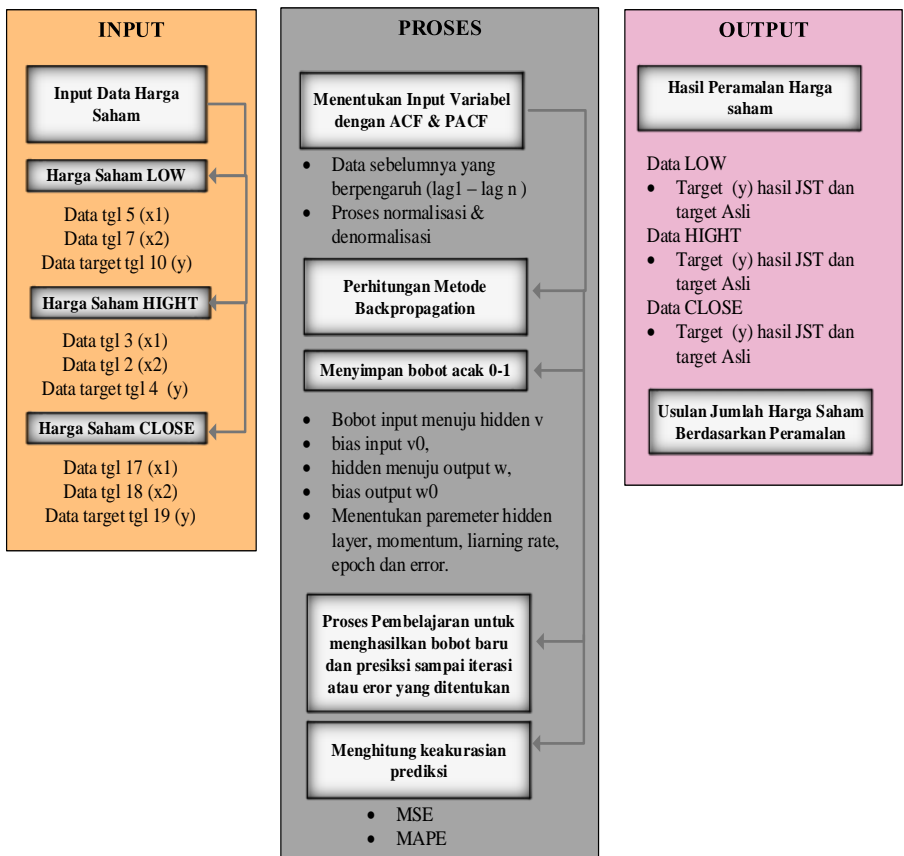 INPUT
Input Data Harga
Saham
Harga Saham LOW
Data tgl 5 (x1)
Data tgl 7 (x2)
Data target tgl 10 (y)
Harga Saham HIGHT
Data tgl 3 (x1)
Data tgl 2 (x2)
Data target tgl 4 (y)
Harga Saham CLOSE
Data tgl 17 (x1)
Data tgl 18 (x2)
Data target tgl 19 (y)
PROSES
Menentukan Input Variabel
dengan ACF & PACF
• Data sebelumnya yang
berpengaruh (lag1 – lag n )
• Proses normalisasi &
denormalisasi
Perhitungan Metode
Backpropagation
Menyimpan bobot acak 0-1
• Bobot input menuju hidden v
• bias input v0,
• hidden menuju output w,
• bias output w0
• Menentukan paremeter hidden
layer, momentum, liarning rate,
epoch dan error.
Proses Pembelajaran untuk
menghasilkan bobot baru
dan presiksi sampai iterasi
atau eror yang ditentukan
Menghitung keakurasian
prediksi
• MSE
• MAPE
OUTPUT
Hasil Peramalan Harga
saham
Data LOW
• Target (y) hasil JST dan
target Asli
Data HIGHT
• Target (y) hasil JST dan
target Asli
Data CLOSE
• Target (y) hasil JST dan
target Asli
Usulan Jumlah Harga Saham
Berdasarkan Peramalan